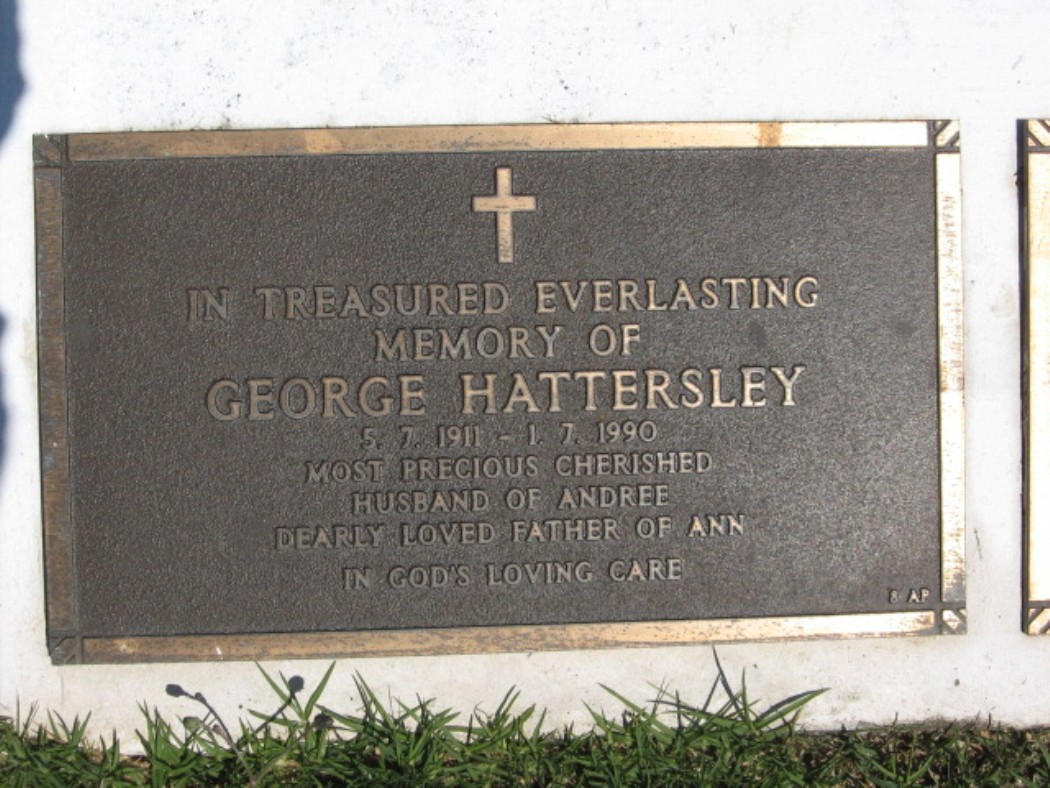 IN TREASURED EVERLASTING
MEMORY OF
GEORGE HATTERSLEY
5. 7. 1911 - 1. 7. 1990
MOST PRECIOUS CHERISHED
HUSBAND OF ANDREE
DEARLY LOVED FATHER OF ANN
IN GOD'S LOVING CARE
8 AP